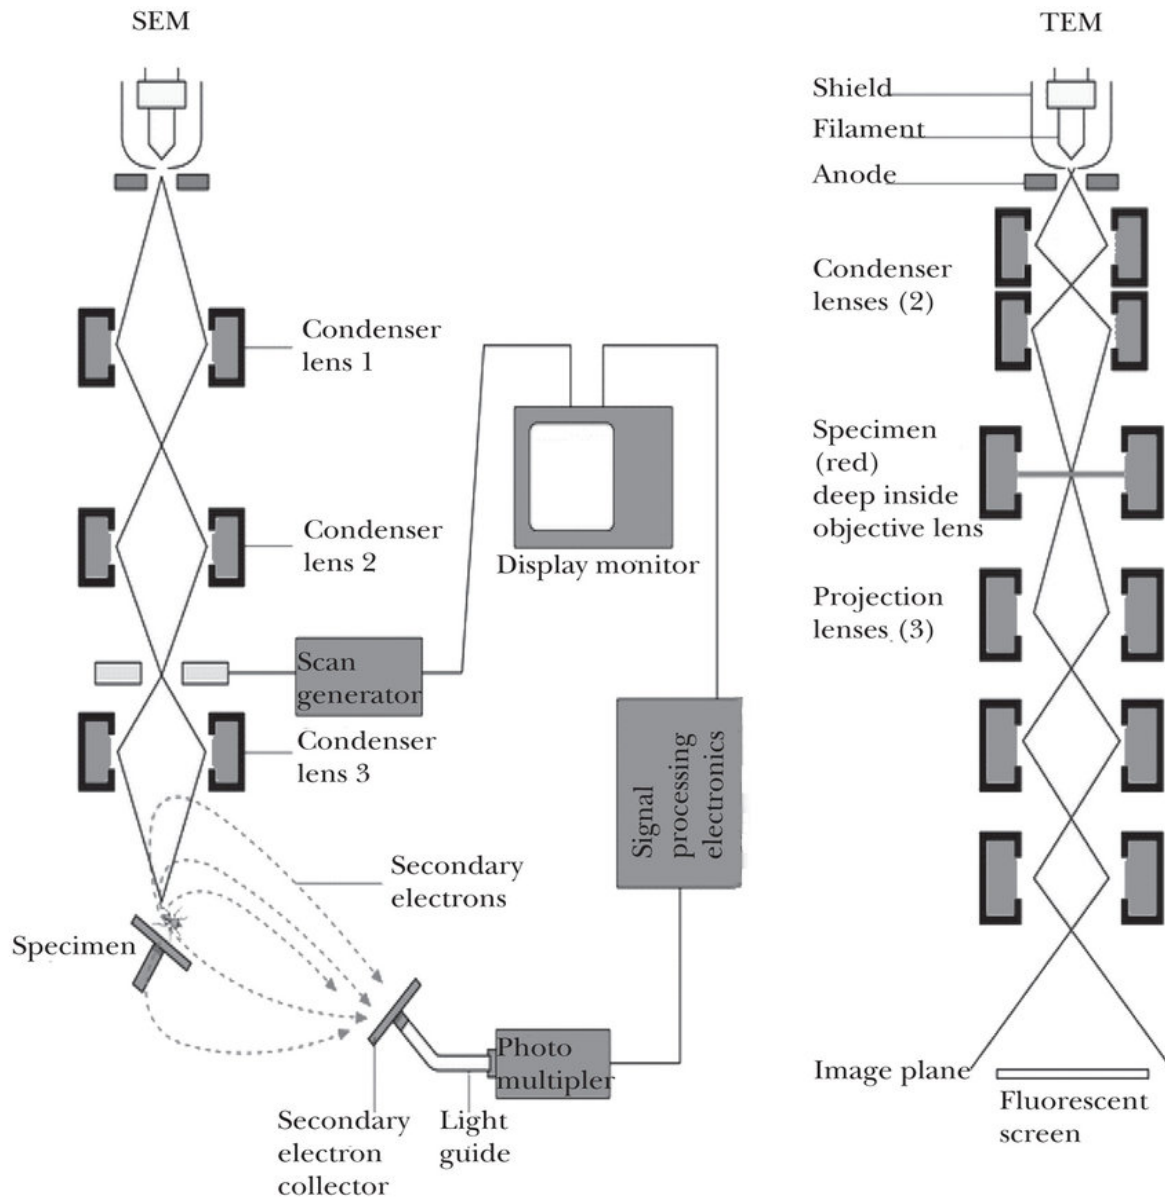 SEM
Condenser
lens 1
Condenser
lens 2
Display monitor
Scan
generator
Condenser
lens 3
Signal
processing
electronics
Secondary
electrons
Specimen
Photo
multipler
Secondary
electron
collector
Light
guide
TEM
Shield
Filament
Anode
Condenser
lenses (2)
Specimen
(red)
deep inside
objective lens
Projection
lenses (3)
Image plane
Fluorescent
screen